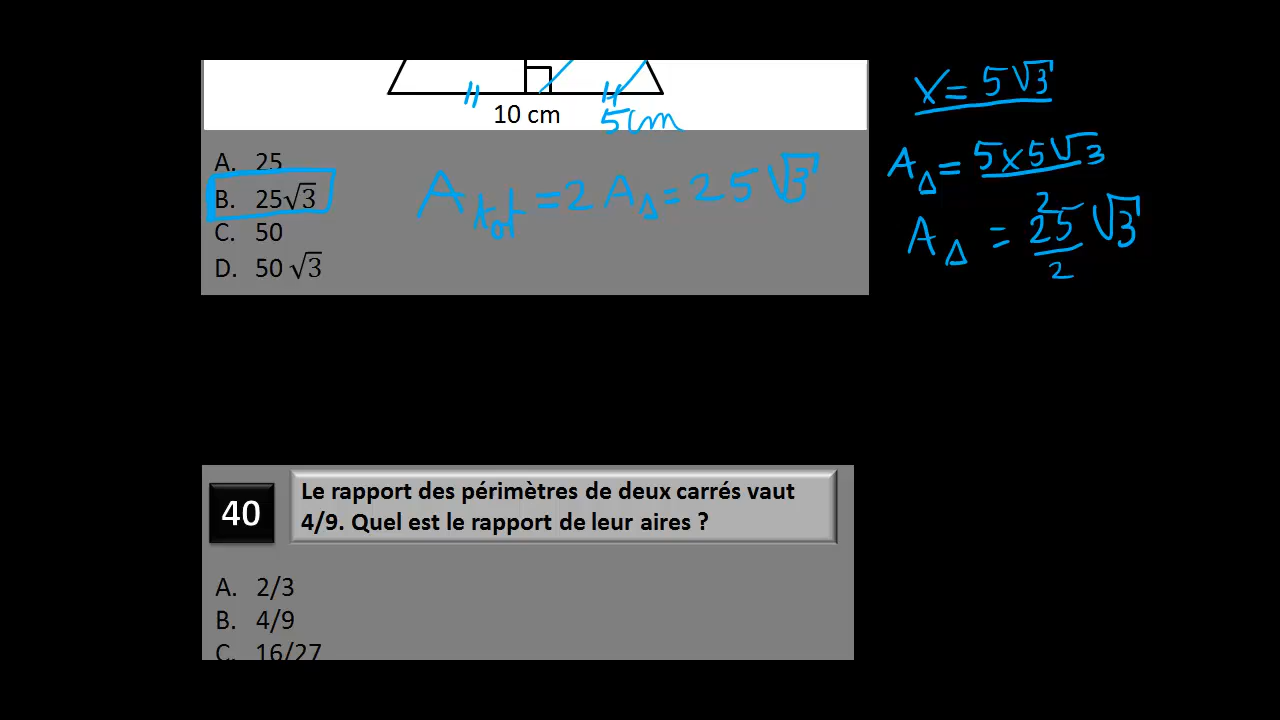 10 cm
5cm
A. 25
B. 25√3
C. 50
D. 50 √3
A tot = 2 A Δ = 25 √3
x = 5√3
A Δ = 5x5√3
A Δ = 25/2 √3
2
40
Le rapport des périmètres de deux carrés vaut
4/9. Quel est le rapport de leur aires ?
A. 2/3
B. 4/9
C. 16/27